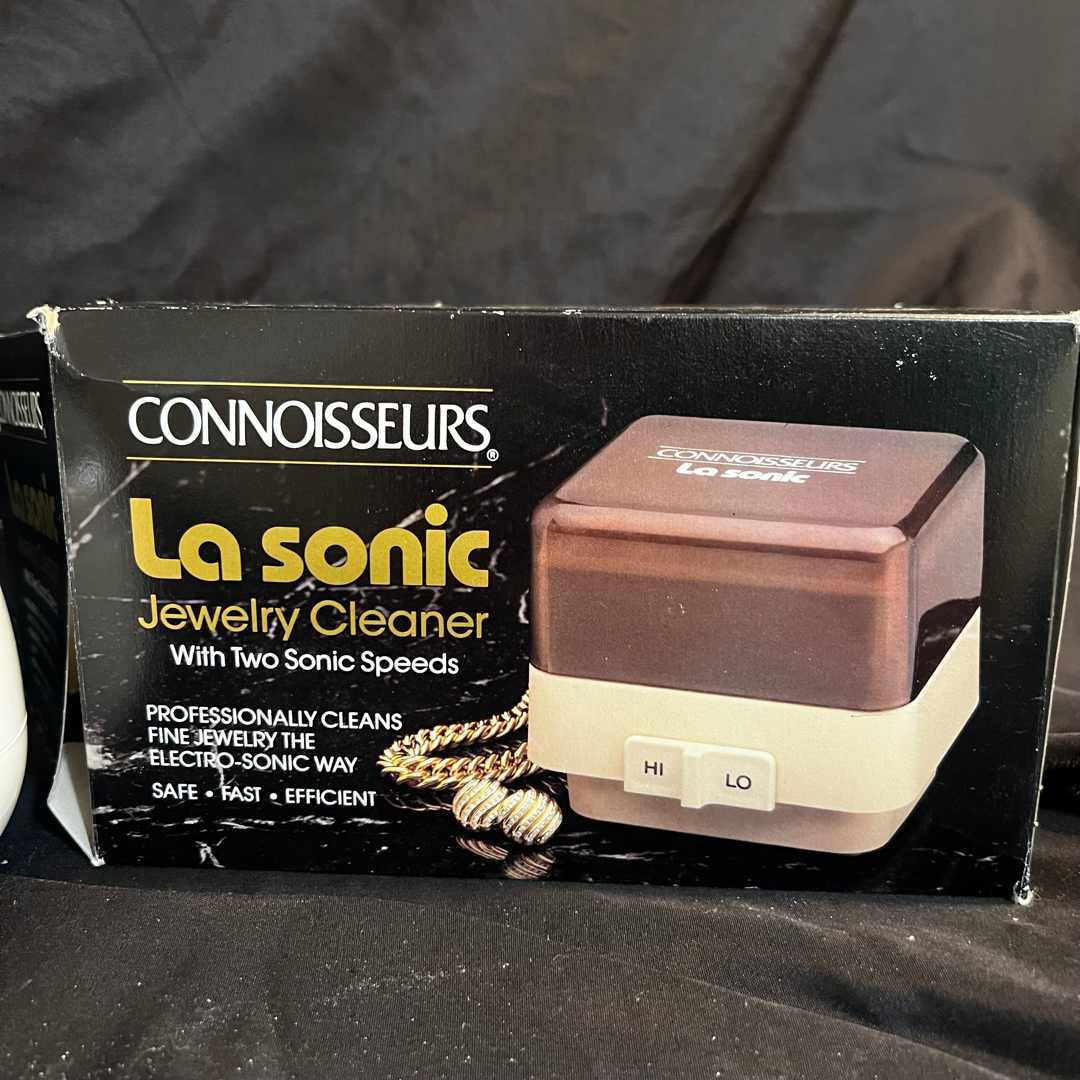 CONNOISSEURS®
La sonic
Jewelry Cleaner
With Two Sonic Speeds
PROFESSIONALLY CLEANS
FINE JEWELRY THE
ELECTRO-SONIC WAY
SAFE • FAST • EFFICIENT
CONNOISSEURS
La sonic
HI LO